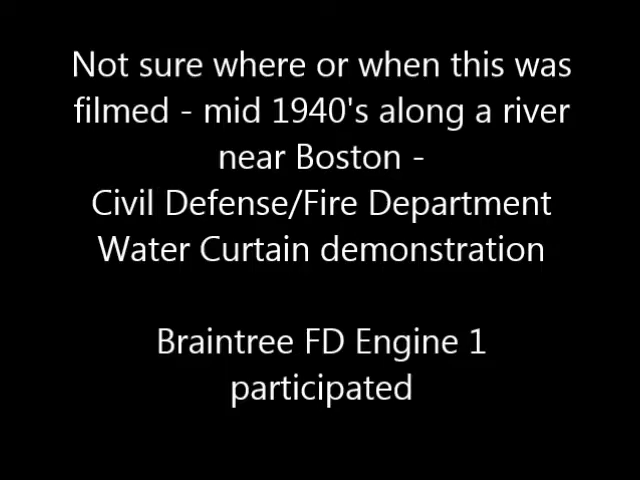 Not sure where or when this was
filmed - mid 1940's along a river
near Boston -
Civil Defense/Fire Department
Water Curtain demonstration
Braintree FD Engine 1
participated